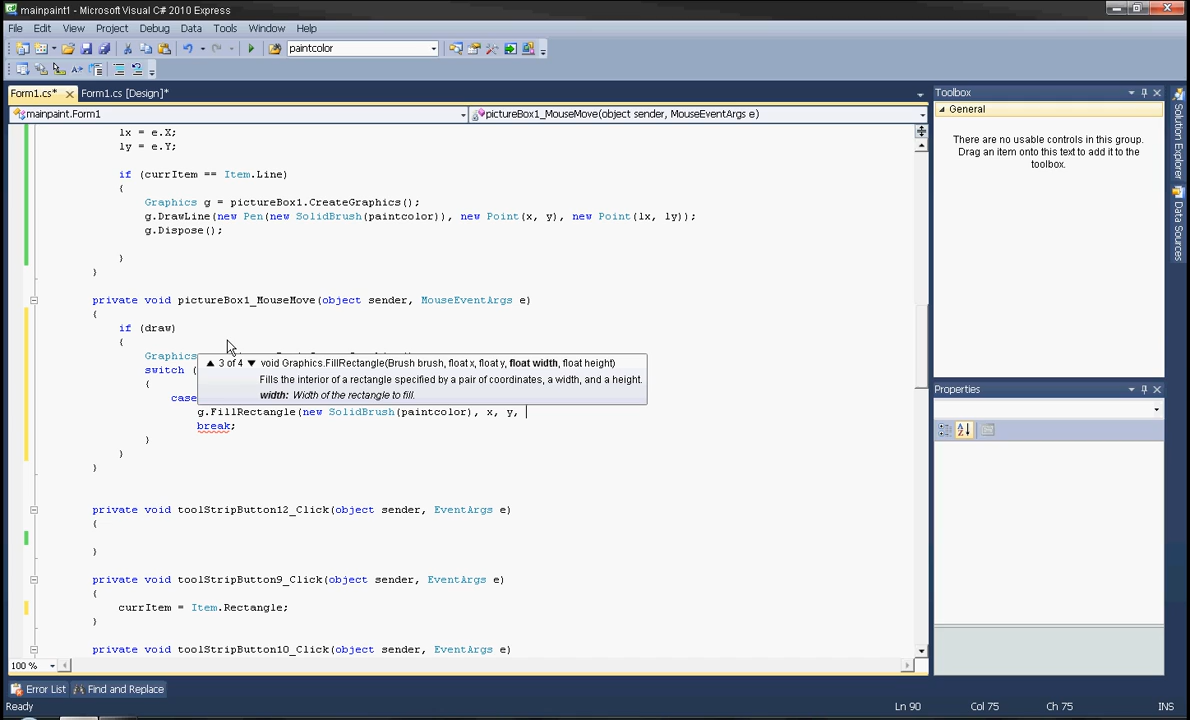 mainpaint1 - Microsoft Visual C# 2010 Express
File Edit View Project Debug Data Tools Window Help
paintcolor
Form1.cs* Form1.cs [Design]*
mainpaint.Form1 pictureBox1_MouseMove(object sender, MouseEventArgs e)
lx = e.X;
ly = e.Y;
if (currItem == Item.Line)
{
Graphics g = pictureBox1.CreateGraphics();
g.DrawLine(new Pen(new SolidBrush(paintcolor)), new Point(x, y), new Point(lx, ly));
g.Dispose();
}
}
private void pictureBox1_MouseMove(object sender, MouseEventArgs e)
{
if (draw)
{
Graphics
switch (
{
case
3 of 4 void Graphics.FillRectangle(Brush brush, float x, float y, float width, float height)
Fills the interior of a rectangle specified by a pair of coordinates, a width, and a height.
width: Width of the rectangle to fill.
g.FillRectangle(new SolidBrush(paintcolor), x, y,
break;
}
}
}
private void toolStripButton12_Click(object sender, EventArgs e)
{
}
private void toolStripButton9_Click(object sender, EventArgs e)
{
currItem = Item.Rectangle;
}
private void toolStripButton10_Click(object sender, EventArgs e)
100 %
Toolbox
General
There are no usable controls in this group.
Drag an item onto this text to add it to the
toolbox.
Properties
Solution Explorer
Data Sources
Error List Find and Replace
Ready Ln 90 Col 75 Ch 75 INS